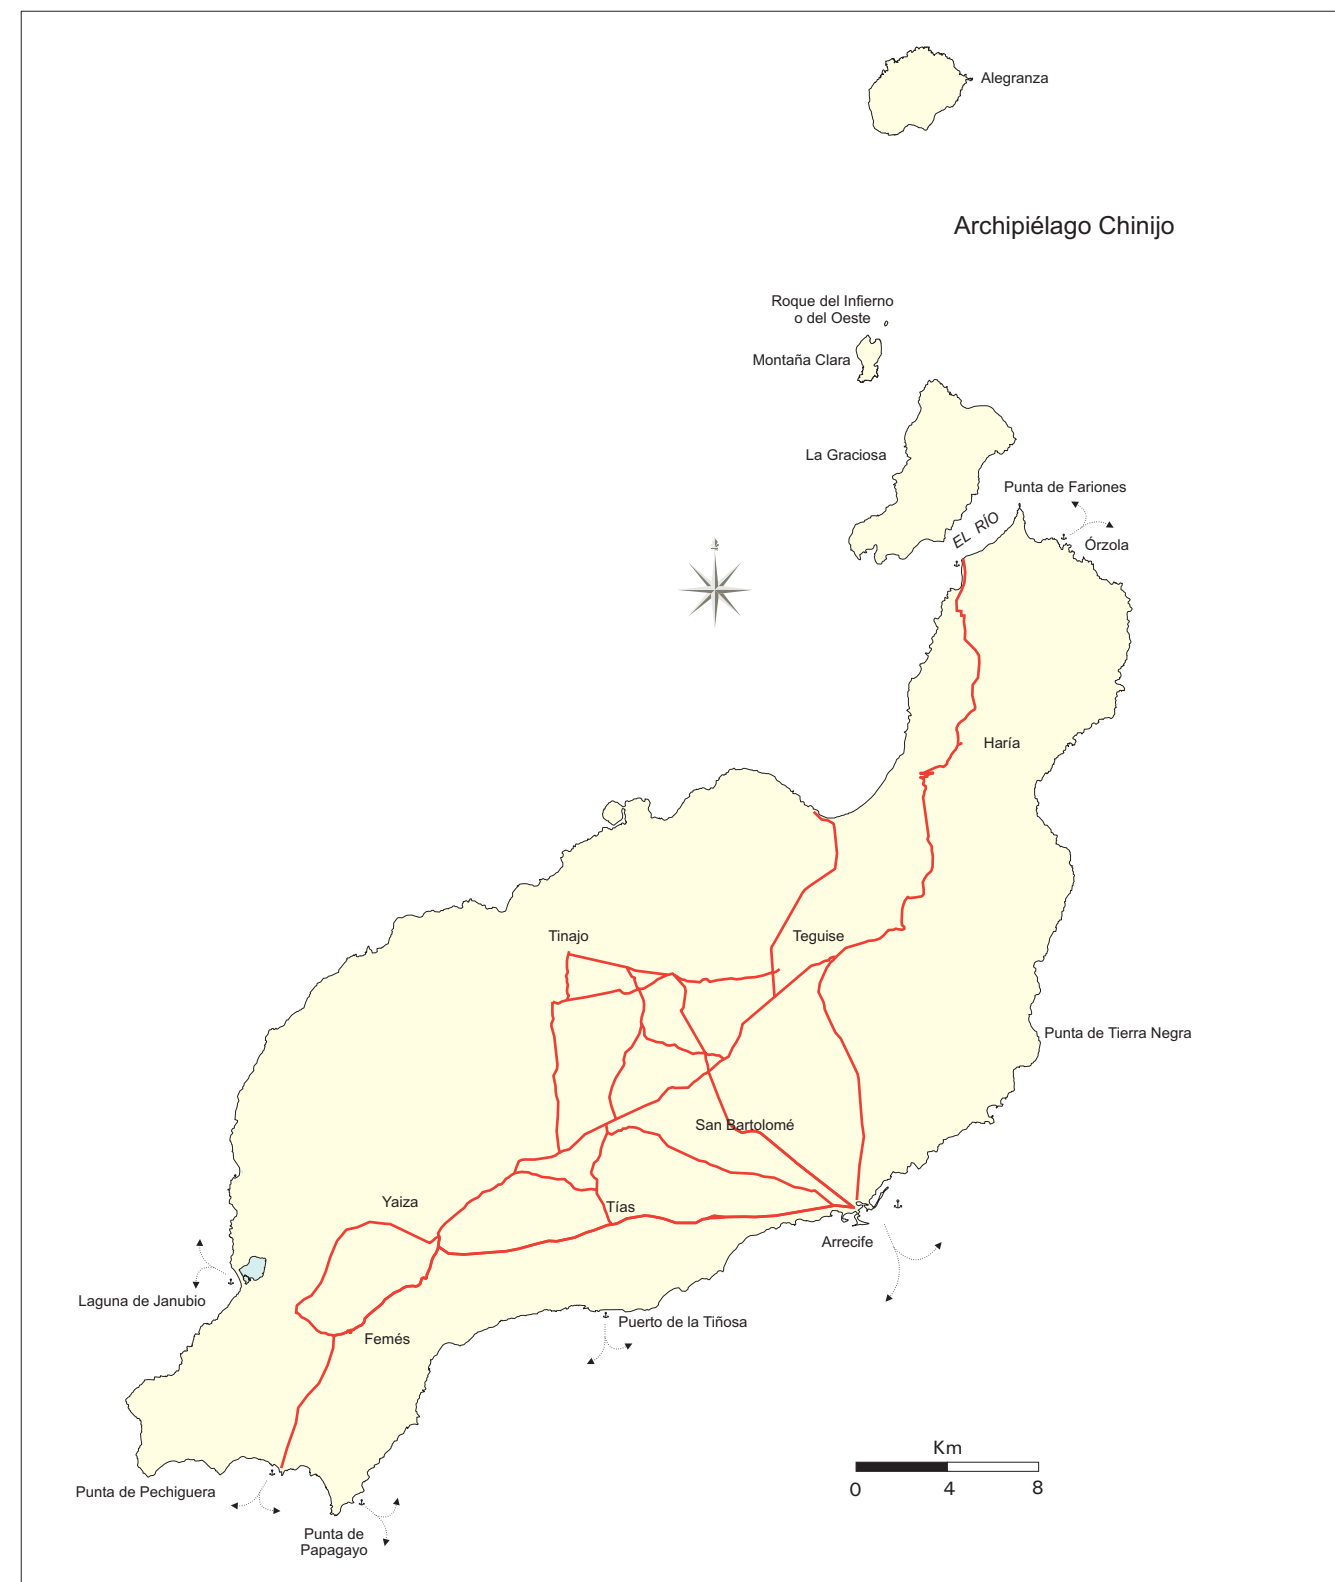 Alegranza
Archipiélago Chinijo
Roque del Infierno
o del Oeste
Montaña Clara
La Graciosa
Punta de Fariones
EL RÍO
Órzola
Haría
Tinajo
Teguise
Punta de Tierra Negra
San Bartolomé
Yaiza
Tías
Arrecife
Laguna de Janubio
Puerto de la Tiñosa
Femés
Km
0 4 8
Punta de Pechiguera
Punta de
Papagayo